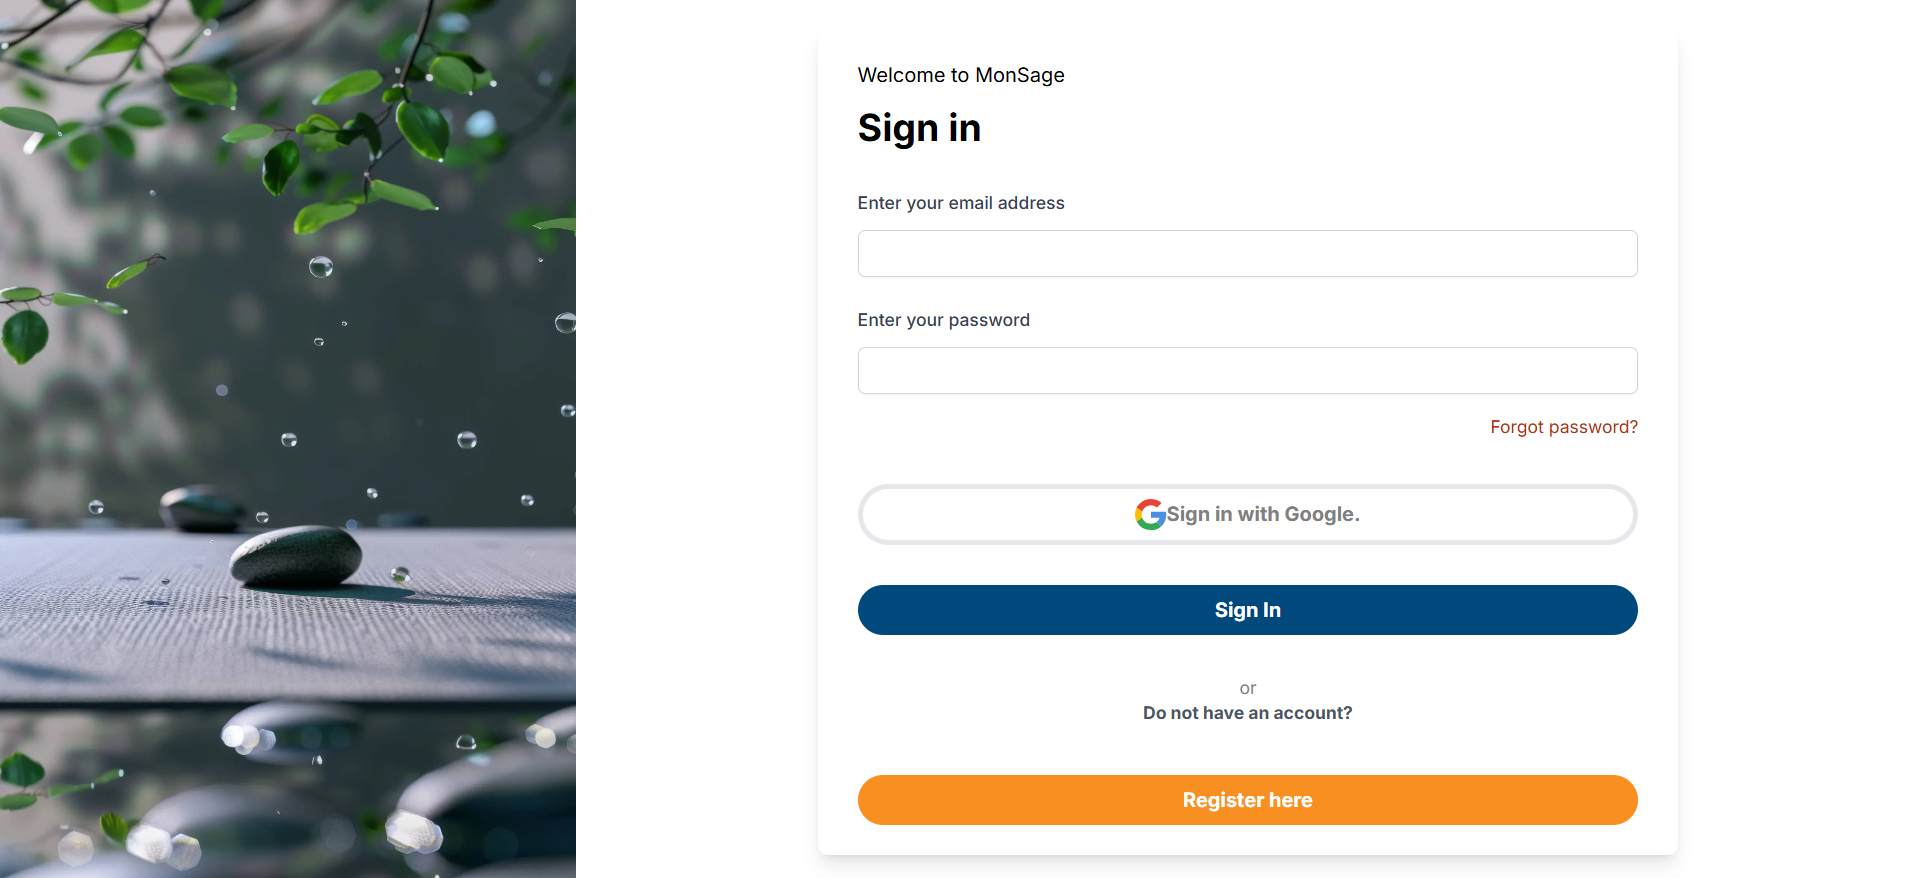 Welcome to MonSage
Sign in
Enter your email address
Enter your password
Forgot password?
Sign in with Google.
Sign In
or
Do not have an account?
Register here